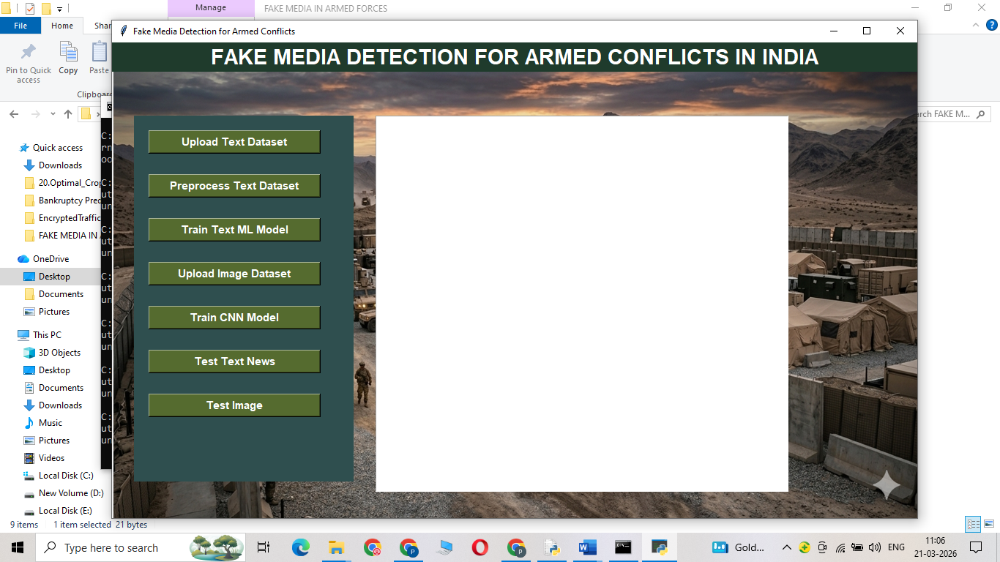 Manage
FAKE MEDIA IN ARMED FORCES
File
Home
Shar
Pin to Quick
access
Copy
Paste
Clipboar
Fake Media Detection for Armed Conflicts
FAKE MEDIA DETECTION FOR ARMED CONFLICTS IN INDIA
arch FAKE M...
Upload Text Dataset
Preprocess Text Dataset
Train Text ML Model
Upload Image Dataset
Train CNN Model
Test Text News
Test Image
Quick access
Downloads
20.Optimal_Crop
Bankruptcy Pred
EncryptedTraffic
FAKE MEDIA IN
OneDrive
Desktop
Documents
Pictures
This PC
3D Objects
Desktop
Documents
Downloads
Music
Pictures
Videos
Local Disk (C:)
New Volume (D:)
Local Disk (E:)
9 items
1 item selected 21 bytes
Type here to search
Gold...
ENG
11:06
21-03-2026